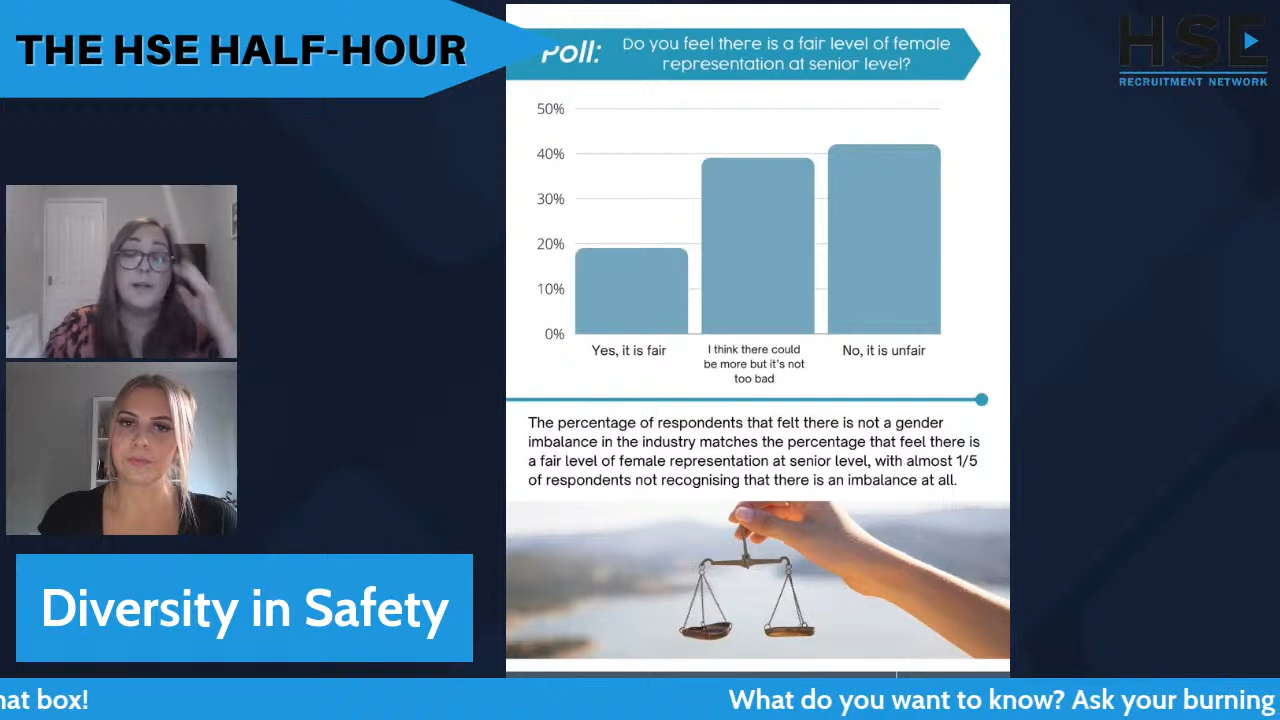 THE HSE HALF-HOUR
Poll:
Do you feel there is a fair level of female
representation at senior level?
HSE
RECRUITMENT NETWORK
50%
40%
30%
20%
10%
0%
Yes, it is fair
I think there could
be more but it's not
too bad
No, it is unfair
The percentage of respondents that felt there is not a gender
imbalance in the industry matches the percentage that feel there is
a fair level of female representation at senior level, with almost 1/5
of respondents not recognising that there is an imbalance at all.
Diversity in Safety
hat box!
What do you want to know? Ask your burning